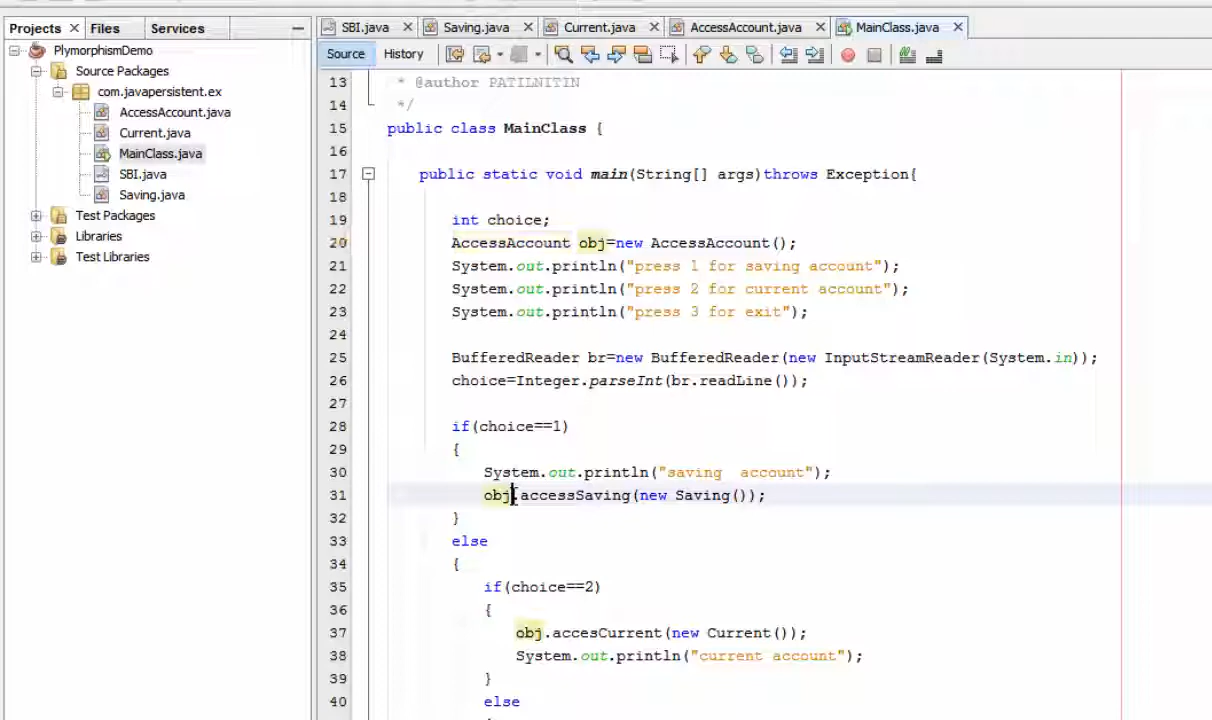 Projects Files Services
PlymorphismDemo
Source Packages
com.javapersistent.ex
AccessAccount.java
Current.java
MainClass.java
SBI.java
Saving.java
Test Packages
Libraries
Test Libraries
SBI.java Saving.java Current.java AccessAccount.java MainClass.java
Source History
13 * @author PATILNITIN
14 */
15 public class MainClass {
16
17 public static void main(String[] args)throws Exception{
18
19 int choice;
20 AccessAccount obj=new AccessAccount();
21 System.out.println("press 1 for saving account");
22 System.out.println("press 2 for current account");
23 System.out.println("press 3 for exit");
24
25 BufferedReader br=new BufferedReader(new InputStreamReader(System.in));
26 choice=Integer.parseInt(br.readLine());
27
28 if(choice==1)
29 {
30 System.out.println("saving  account");
31 obj.accessSaving(new Saving());
32 }
33 else
34 {
35 if(choice==2)
36 {
37 obj.accesCurrent(new Current());
38 System.out.println("current account");
39 }
40 else